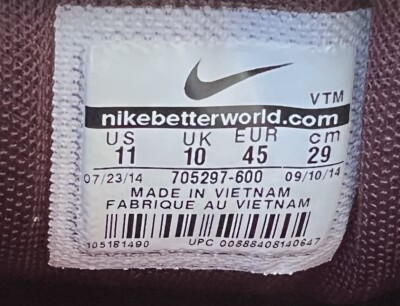 VTM
nikebetterworld.com
US UK EUR cm
11 10 45 29
07/23/14 705297-600 09/10/14
MADE IN VIETNAM
FABRIQUE AU VIETNAM
105181490 UPC 00888408140647